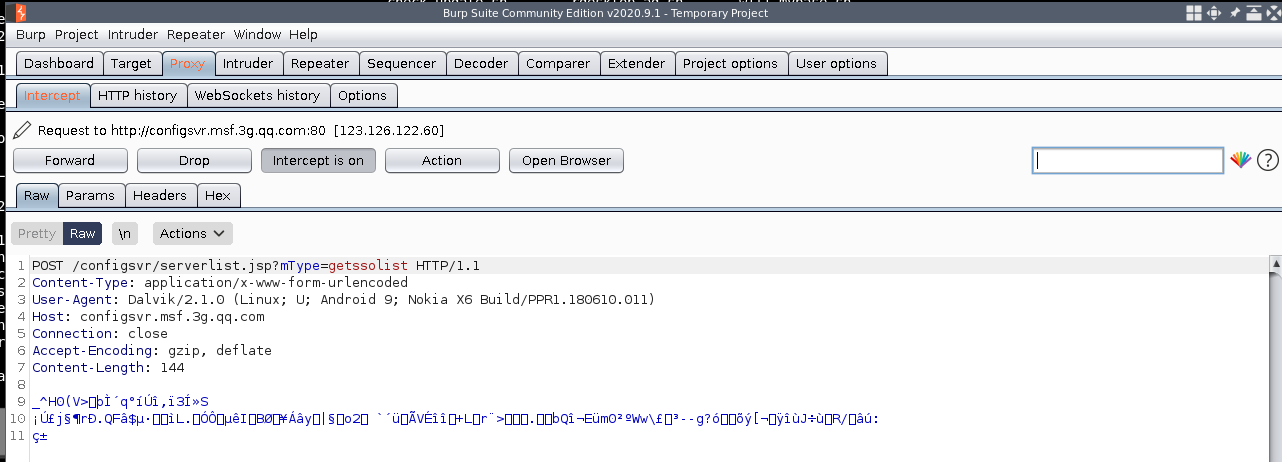 Burp Suite Community Edition v2020.9.1 - Temporary Project
Burp Project Intruder Repeater Window Help
Dashboard Target Proxy Intruder Repeater Sequencer Decoder Comparer Extender Project options User options
Intercept HTTP history WebSockets history Options
Request to http://configsvr.msf.3g.qq.com:80 [123.126.122.60]
Forward Drop Intercept is on Action Open Browser
Raw Params Headers Hex
Pretty Raw \n Actions
1 POST /configsvr/serverlist.jsp?mType=getssolist HTTP/1.1
2 Content-Type: application/x-www-form-urlencoded
3 User-Agent: Dalvik/2.1.0 (Linux; U; Android 9; Nokia X6 Build/PPR1.180610.011)
4 Host: configsvr.msf.3g.qq.com
5 Connection: close
6 Accept-Encoding: gzip, deflate
7 Content-Length: 144
8
9
10
11 ç±